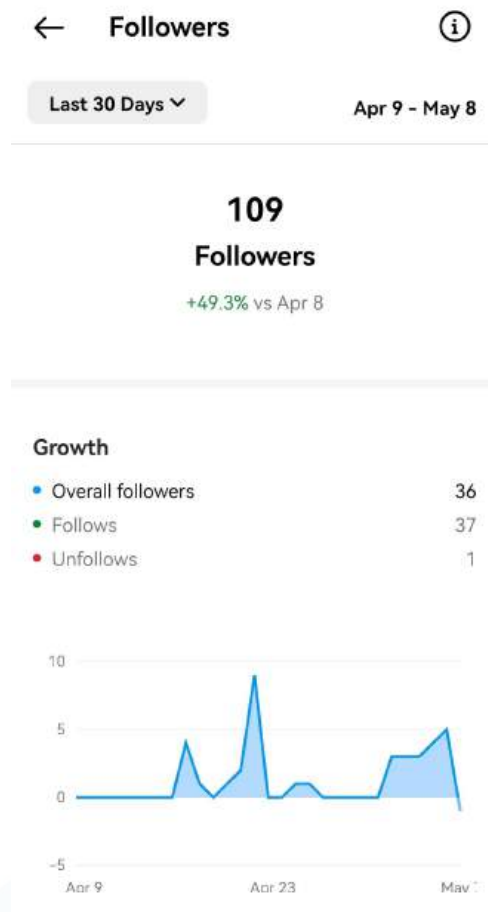 Followers
Last 30 Days
Apr 9 - May 8
109
Followers
+49.3% vs Apr 8
Growth
Overall followers 36
Follows 37
Unfollows 1
10
5
0
-5
Apr 9 Apr 23 May